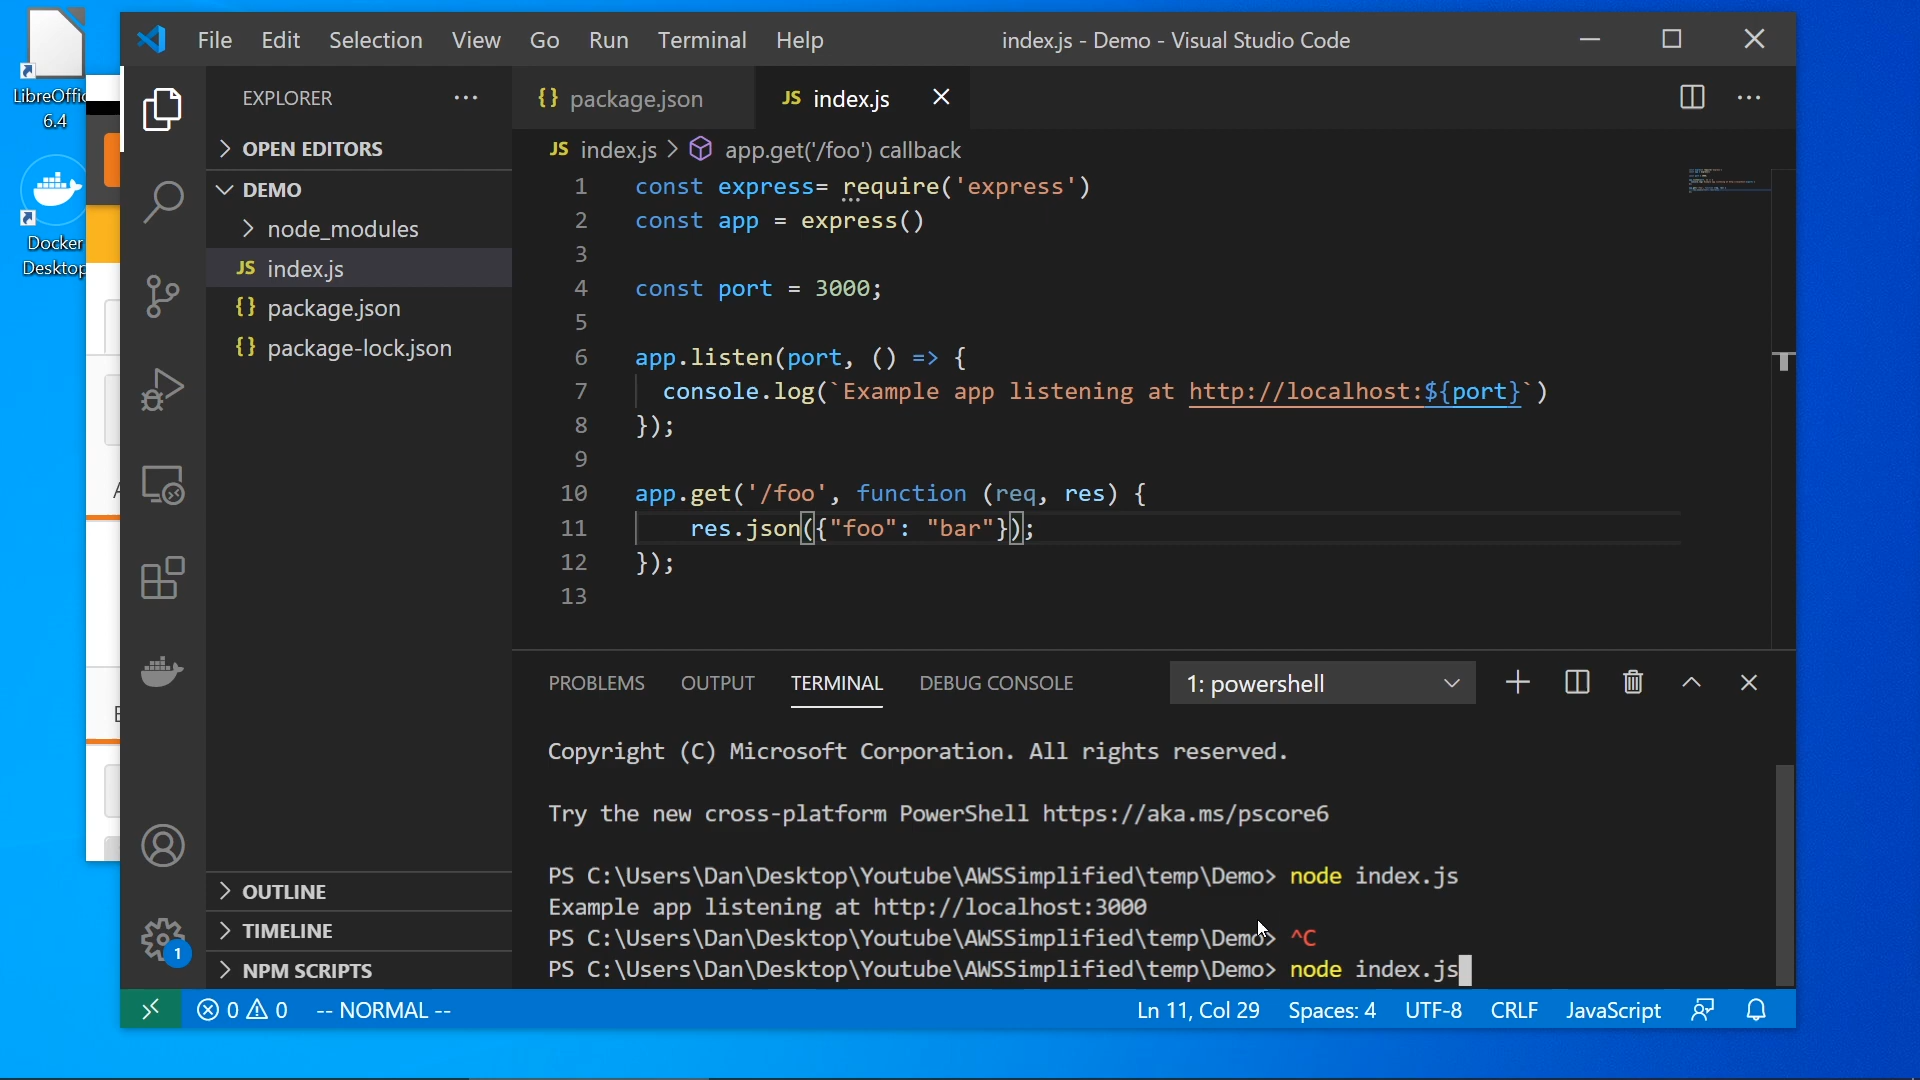 LibreOffic
6.4
Docker
Desktop
File Edit Selection View Go Run Terminal Help
index.js - Demo - Visual Studio Code
EXPLORER
OPEN EDITORS
DEMO
node_modules
JS index.js
{} package.json
{} package-lock.json
OUTLINE
TIMELINE
NPM SCRIPTS
1
{} package.json
JS index.js
JS index.js > app.get('/foo') callback
1 const express= require('express')
2 const app = express()
3
4 const port = 3000;
5
6 app.listen(port, () => {
7 console.log(`Example app listening at http://localhost:${port}`)
8 });
9
10 app.get('/foo', function (req, res) {
11 res.json({"foo": "bar"});
12 });
13
PROBLEMS OUTPUT TERMINAL DEBUG CONSOLE
1: powershell
Copyright (C) Microsoft Corporation. All rights reserved.
Try the new cross-platform PowerShell https://aka.ms/pscore6
PS C:\Users\Dan\Desktop\Youtube\AWSSimplified\temp\Demo> node index.js
Example app listening at http://localhost:3000
PS C:\Users\Dan\Desktop\Youtube\AWSSimplified\temp\Demo> ^C
PS C:\Users\Dan\Desktop\Youtube\AWSSimplified\temp\Demo> node index.js
0 0 -- NORMAL --
Ln 11, Col 29 Spaces: 4 UTF-8 CRLF JavaScript